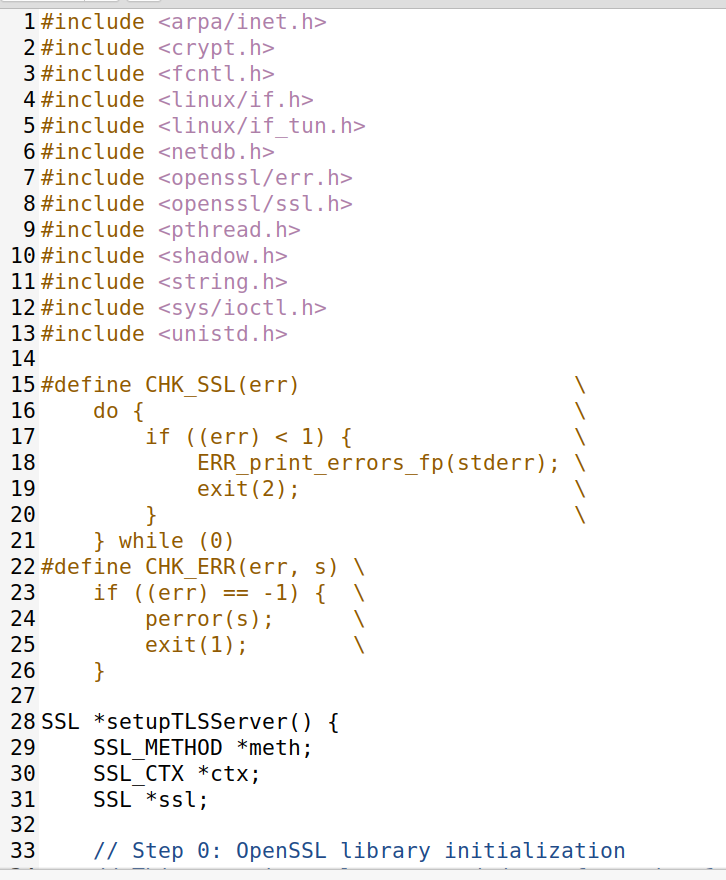 1 #include <arpa/inet.h>
2 #include <crypt.h>
3 #include <fcntl.h>
4 #include <linux/if.h>
5 #include <linux/if_tun.h>
6 #include <netdb.h>
7 #include <openssl/err.h>
8 #include <openssl/ssl.h>
9 #include <pthread.h>
10 #include <shadow.h>
11 #include <string.h>
12 #include <sys/ioctl.h>
13 #include <unistd.h>
14
15 #define CHK_SSL(err)                     \
16     do {                                 \
17         if ((err) < 1) {                 \
18             ERR_print_errors_fp(stderr); \
19             exit(2);                     \
20         }                                \
21     } while (0)
22 #define CHK_ERR(err, s) \
23     if ((err) == -1) {  \
24         perror(s);      \
25         exit(1);        \
26     }
27
28 SSL *setupTLSServer() {
29     SSL_METHOD *meth;
30     SSL_CTX *ctx;
31     SSL *ssl;
32
33     // Step 0: OpenSSL library initialization